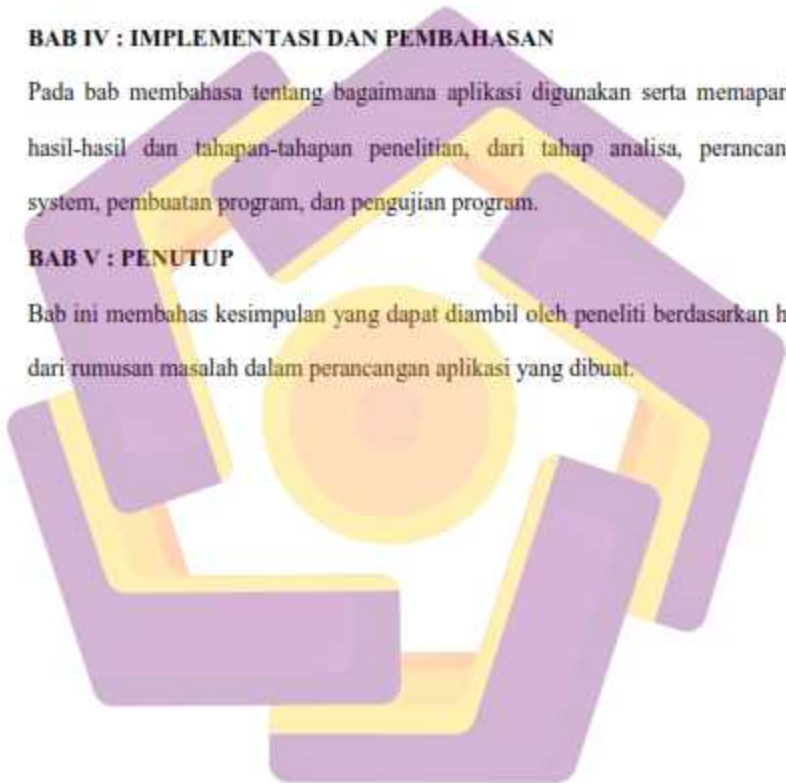 BAB IV : IMPLEMENTASI DAN PEMBAHASAN
Pada bab membahasa tentang bagaimana aplikasi digunakan serta memapar
hasil-hasil dan tahapan-tahapan penelitian, dari tahap analisa, perancan
system, pembuatan program, dan pengujian program.
BAB V : PENUTUP
Bab ini membahas kesimpulan yang dapat diambil oleh peneliti berdasarkan h
dari rumusan masalah dalam perancangan aplikasi yang dibuat.